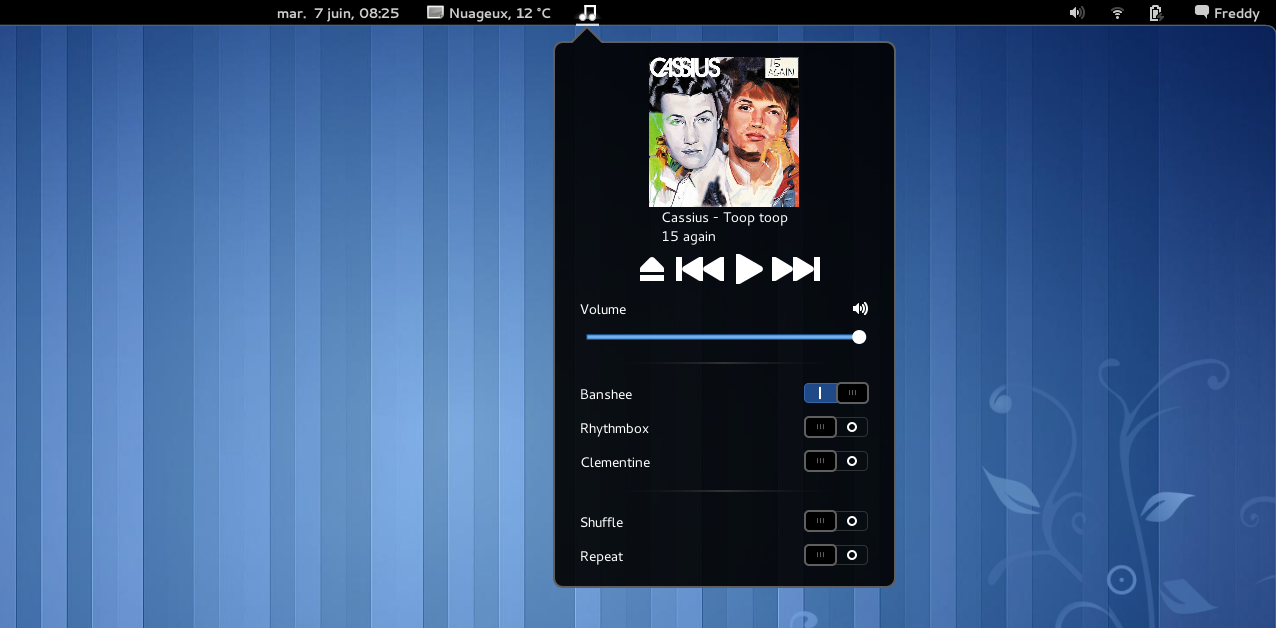 mar. 7 juin, 08:25 Nuageux, 12 °C Freddy
CASSIUS
15
AGAIN
Cassius - Toop toop
15 again
Volume
Banshee
Rhythmbox
Clementine
Shuffle
Repeat